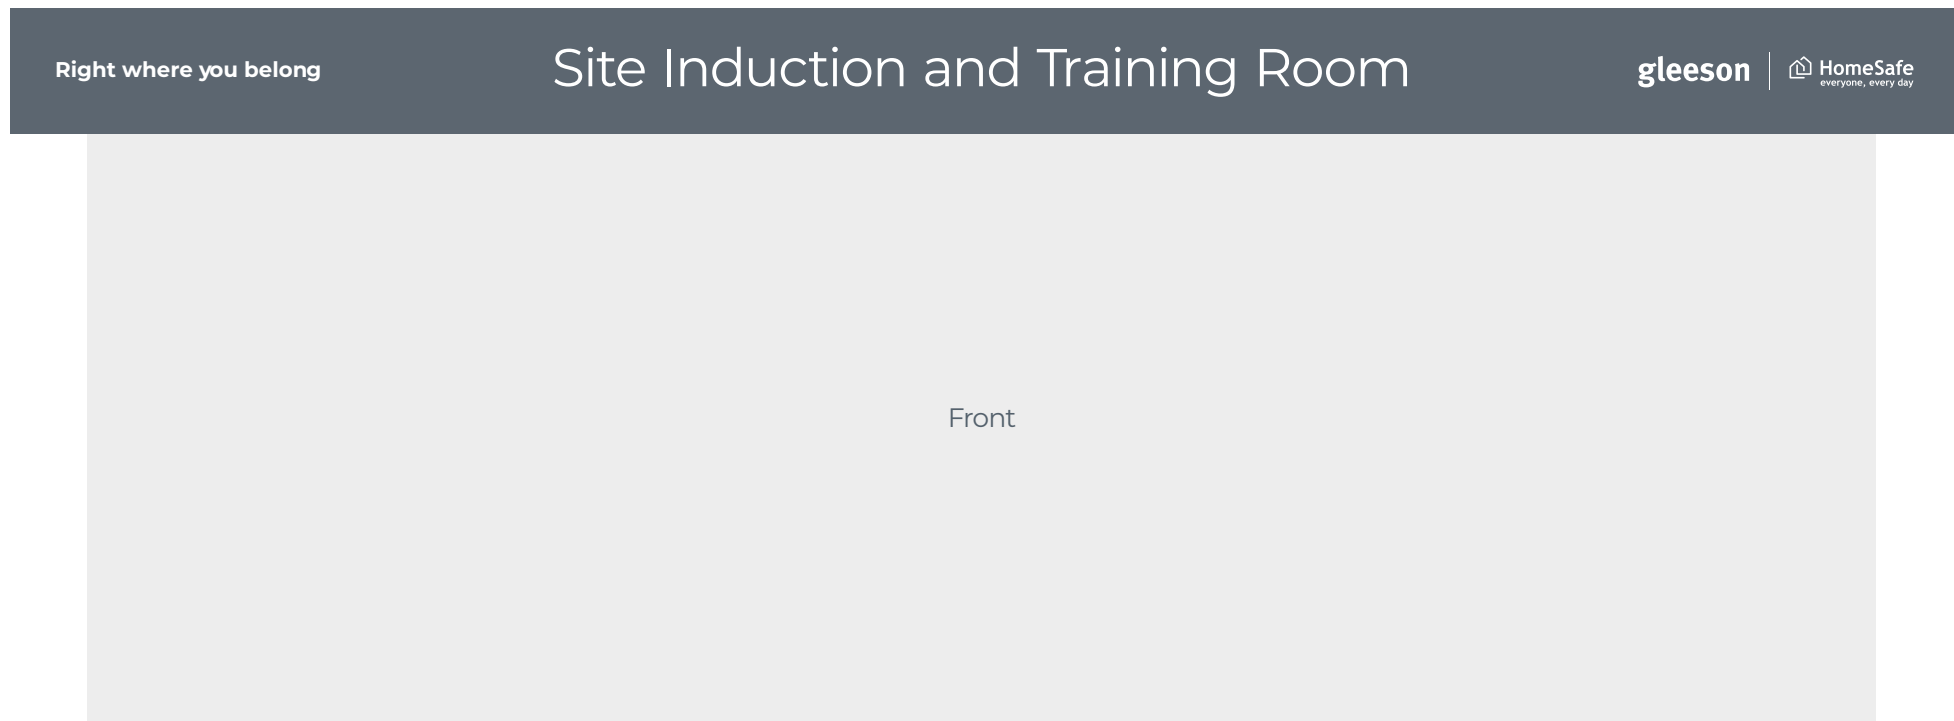 Right where you belong
Site Induction and Training Room
gleeson
HomeSafe
everyone, every day
Front